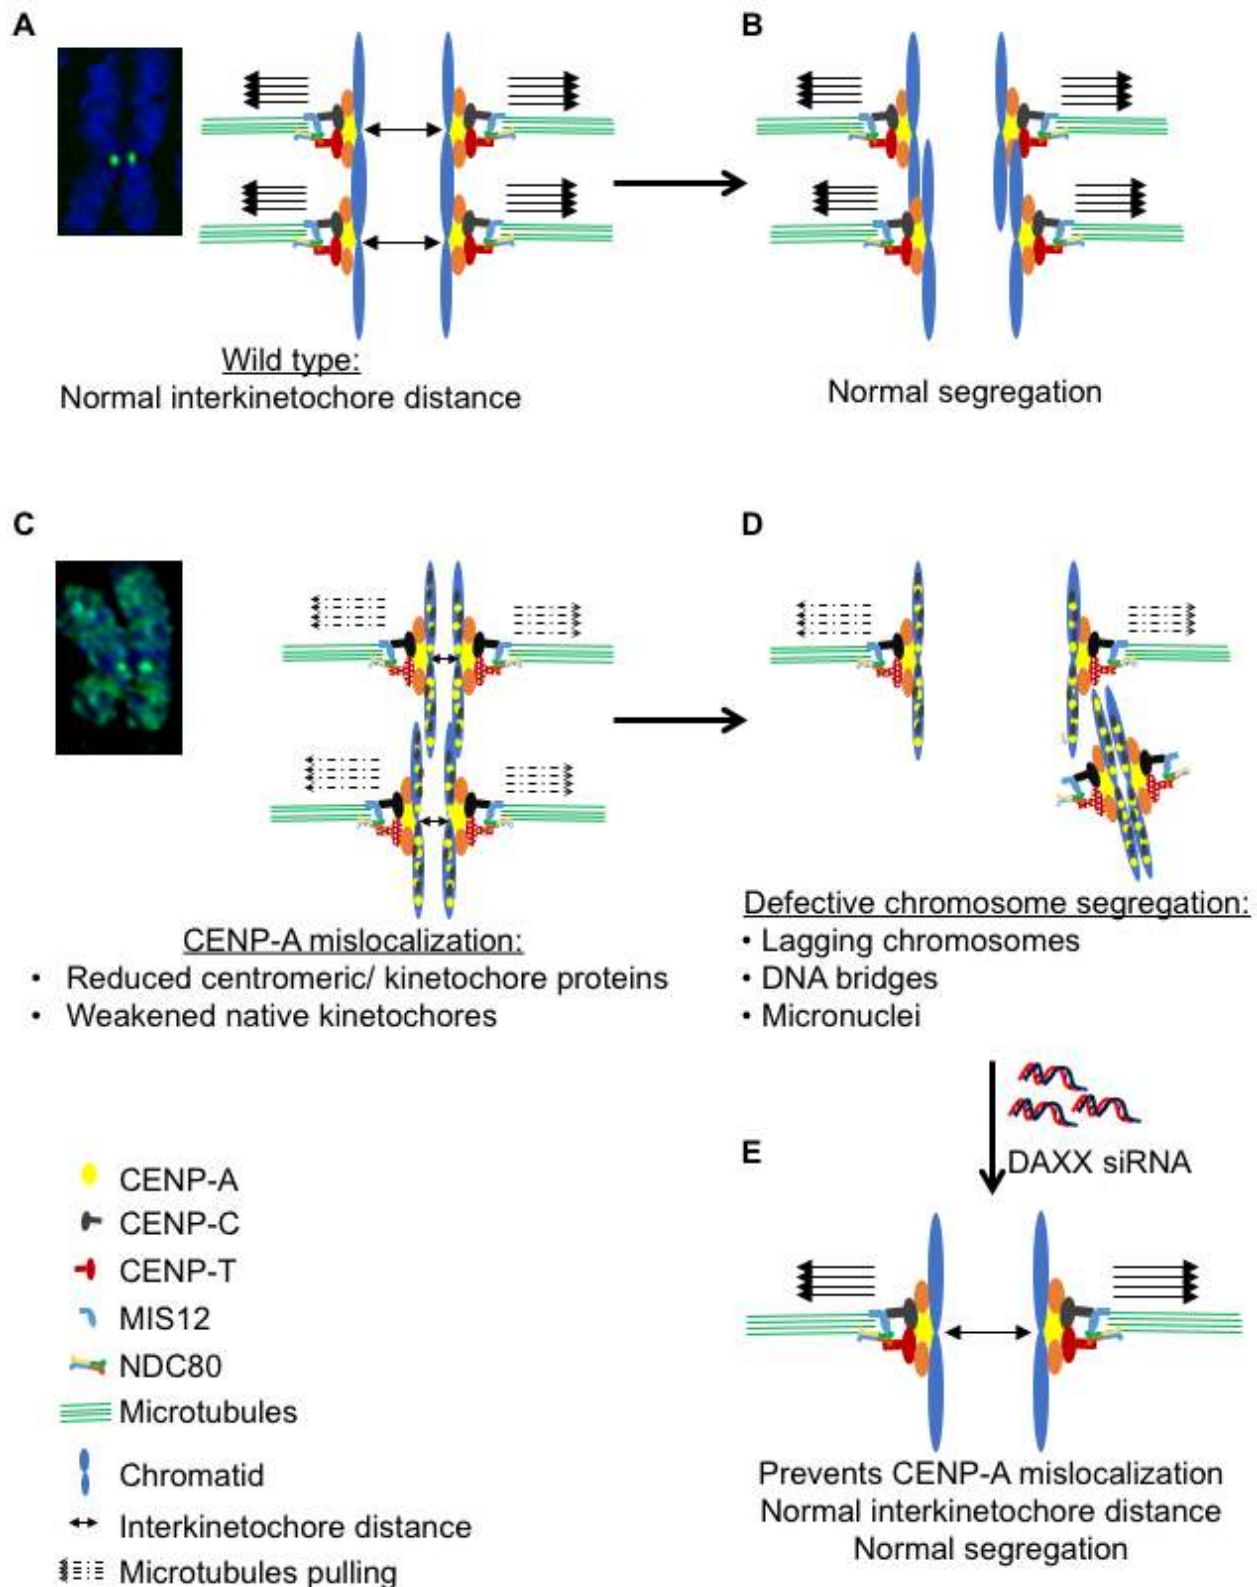 A
B
Wild type:
Normal interkinetochore distance
Normal segregation
C
D
CENP-A mislocalization:
• Reduced centromeric/ kinetochore proteins
• Weakened native kinetochores
Defective chromosome segregation:
• Lagging chromosomes
• DNA bridges
• Micronuclei
DAXX siRNA
E
Prevents CENP-A mislocalization
Normal interkinetochore distance
Normal segregation
CENP-A
CENP-C
CENP-T
MIS12
NDC80
Microtubules
Chromatid
Interkinetochore distance
Microtubules pulling